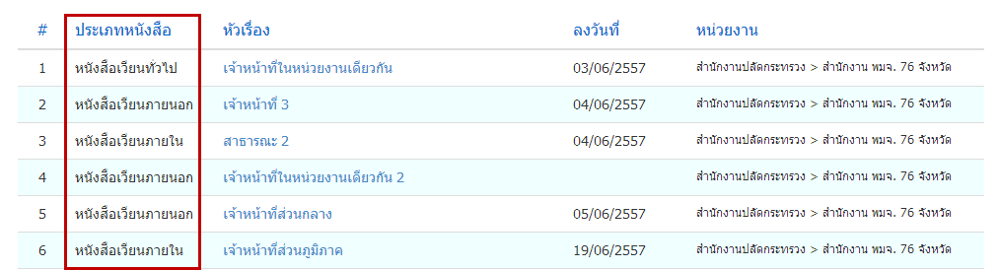 # ประเภทหนังสือ หัวเรื่อง ลงวันที่ หน่วยงาน
1 หนังสือเวียนทั่วไป เจ้าหน้าที่ในหน่วยงานเดียวกัน 03/06/2557 สำนักงานปลัดกระทรวง > สำนักงาน พมจ. 76 จังหวัด
2 หนังสือเวียนภายนอก เจ้าหน้าที่ 3 04/06/2557 สำนักงานปลัดกระทรวง > สำนักงาน พมจ. 76 จังหวัด
3 หนังสือเวียนภายใน สาธารณะ 2 04/06/2557 สำนักงานปลัดกระทรวง > สำนักงาน พมจ. 76 จังหวัด
4 หนังสือเวียนภายนอก เจ้าหน้าที่ในหน่วยงานเดียวกัน 2 สำนักงานปลัดกระทรวง > สำนักงาน พมจ. 76 จังหวัด
5 หนังสือเวียนภายนอก เจ้าหน้าที่ส่วนกลาง 05/06/2557 สำนักงานปลัดกระทรวง > สำนักงาน พมจ. 76 จังหวัด
6 หนังสือเวียนภายใน เจ้าหน้าที่ส่วนภูมิภาค 19/06/2557 สำนักงานปลัดกระทรวง > สำนักงาน พมจ. 76 จังหวัด